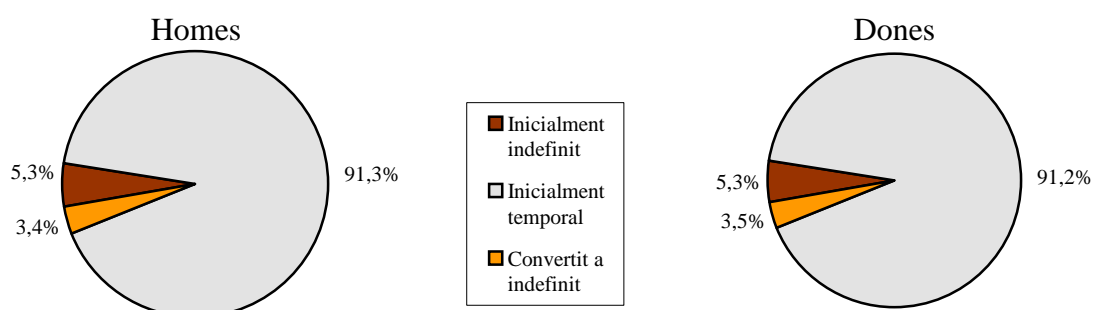 Homes
5,3%
3,4%
91,3%
Inicialment
indefinit
Inicialment
temporal
Convertit a
indefinit
Dones
5,3%
3,5%
91,2%